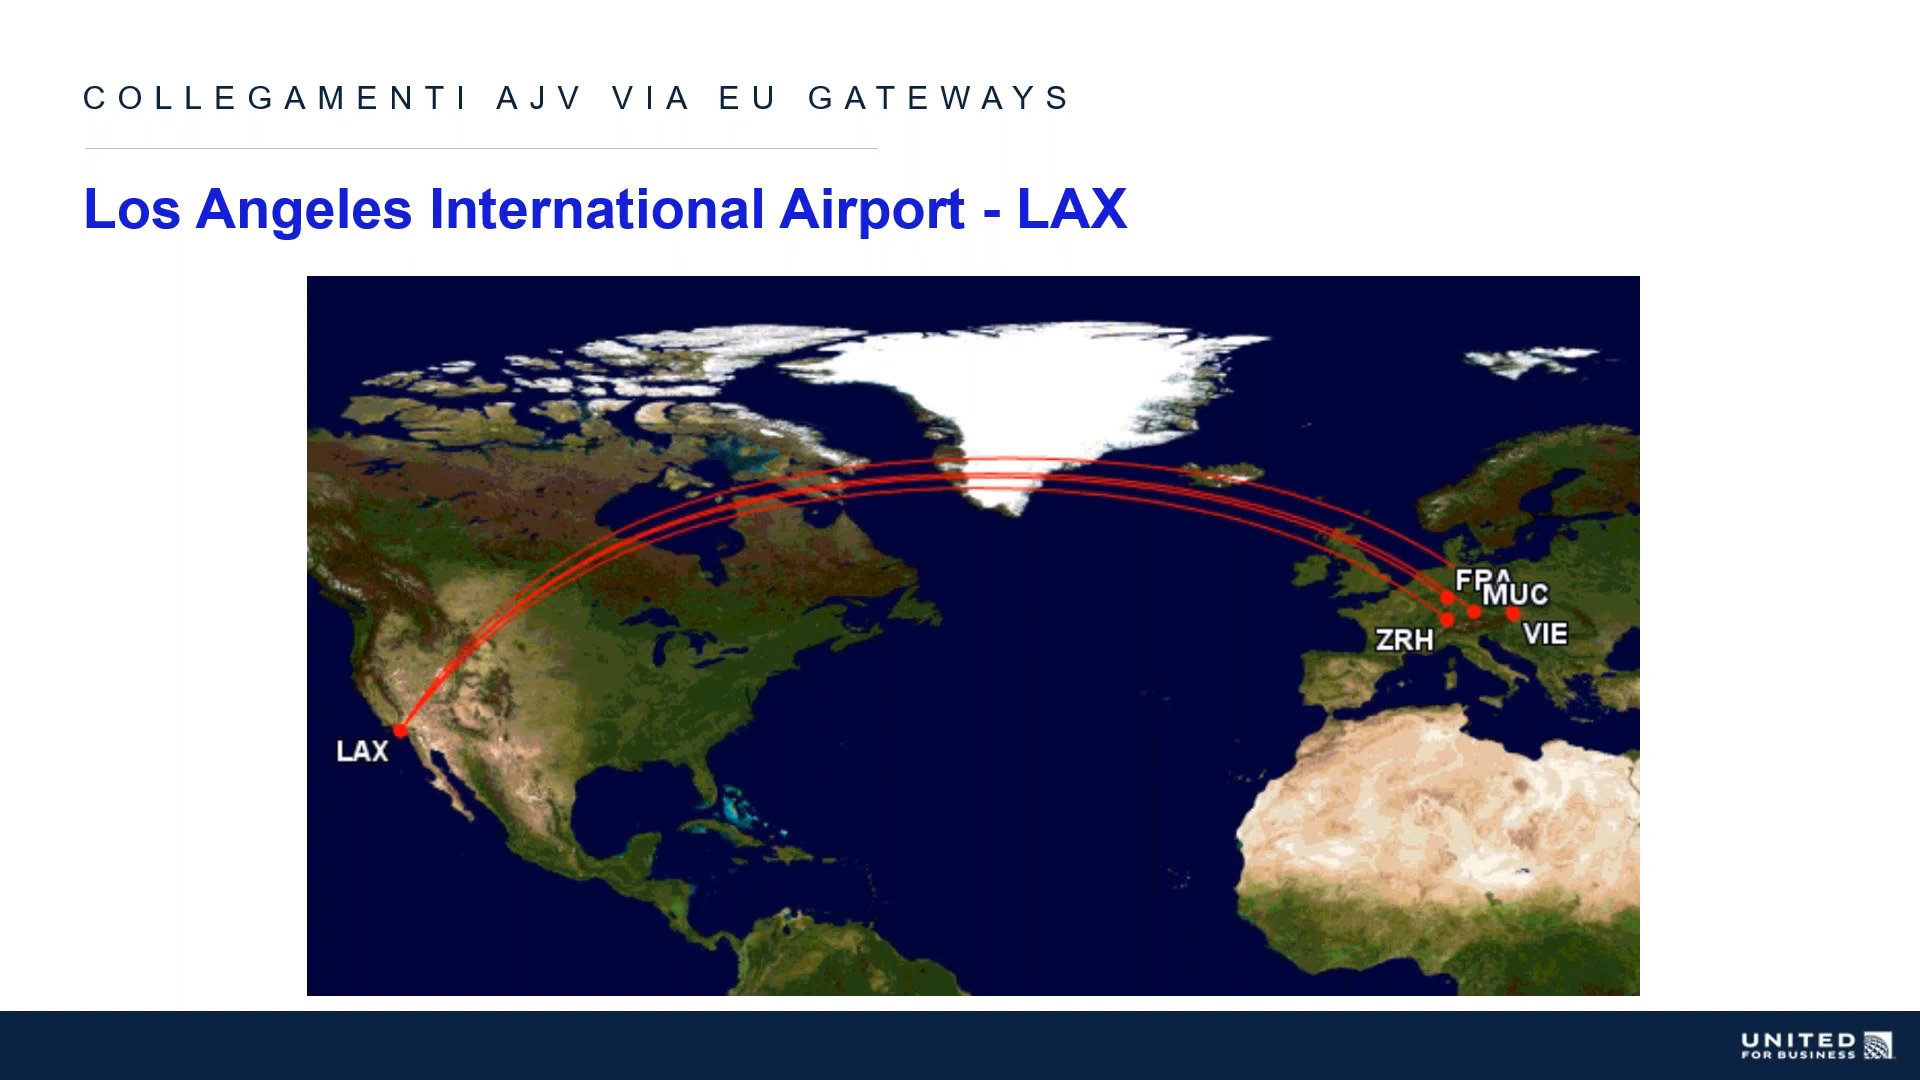 COLLEGAMENTI AJV VIA EU GATEWAYS
Los Angeles International Airport - LAX
FRA
MUC
ZRH
VIE
LAX
UNITED
FOR BUSINESS